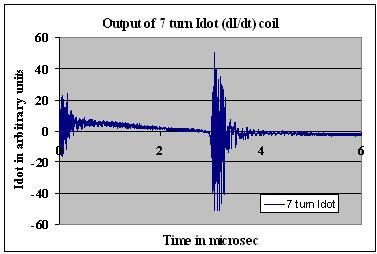 Output of 7 turn Idot (dI/dt) coil
Idot in arbitrary units
60
40
20
0
-20
-40
-60
0
2
4
6
7 turn Idot
Time in microsec